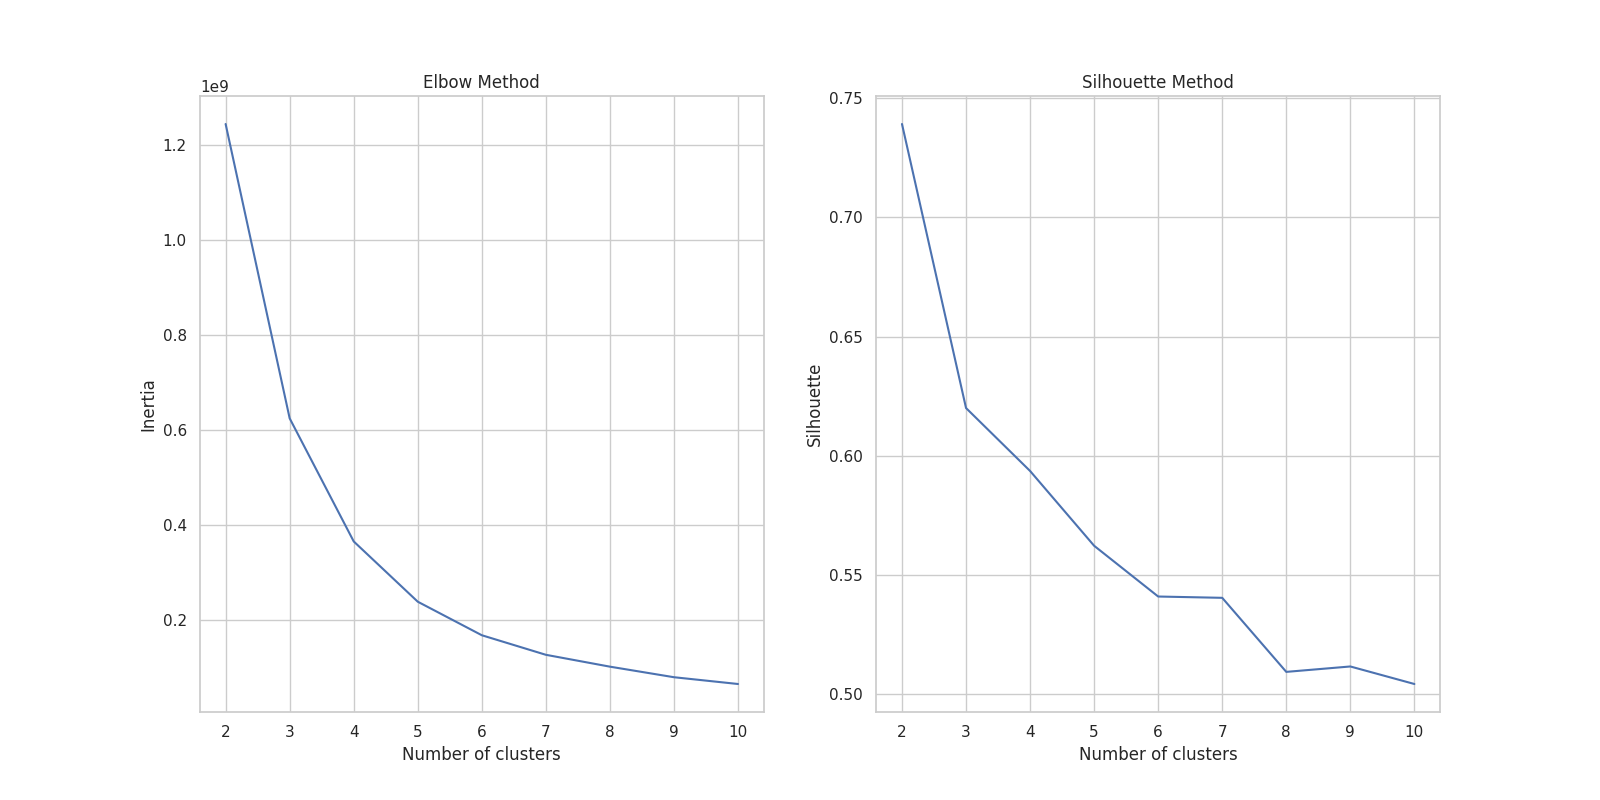 Elbow Method
1e9
1.2
1.0
0.8
0.6
0.4
0.2
Inertia
2 3 4 5 6 7 8 9 10
Number of clusters
Silhouette Method
0.75
0.70
0.65
0.60
0.55
0.50
Silhouette
2 3 4 5 6 7 8 9 10
Number of clusters